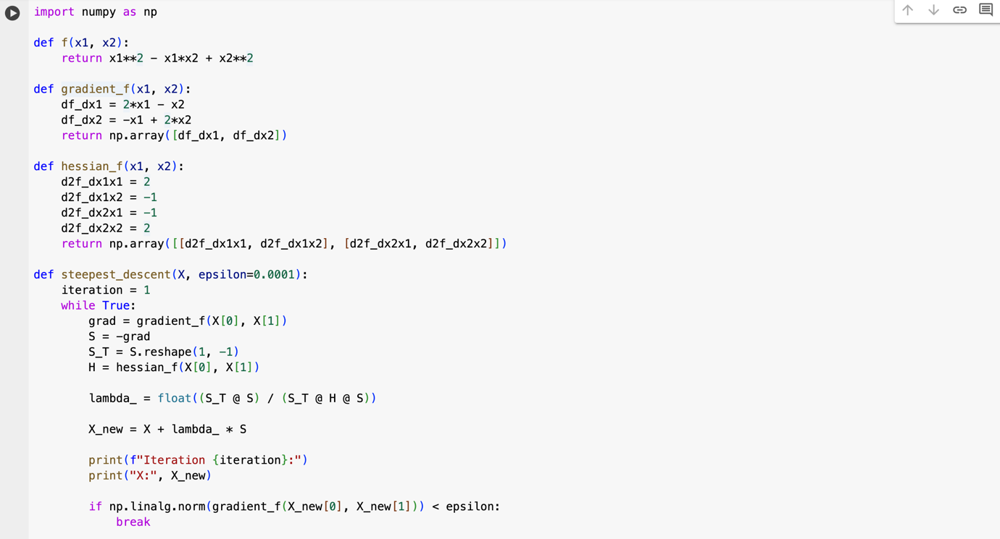 import numpy as np

def f(x1, x2):
    return x1**2 - x1*x2 + x2**2

def gradient_f(x1, x2):
    df_dx1 = 2*x1 - x2
    df_dx2 = -x1 + 2*x2
    return np.array([df_dx1, df_dx2])

def hessian_f(x1, x2):
    d2f_dx1x1 = 2
    d2f_dx1x2 = -1
    d2f_dx2x1 = -1
    d2f_dx2x2 = 2
    return np.array([[d2f_dx1x1, d2f_dx1x2], [d2f_dx2x1, d2f_dx2x2]])

def steepest_descent(X, epsilon=0.0001):
    iteration = 1
    while True:
        grad = gradient_f(X[0], X[1])
        S = -grad
        S_T = S.reshape(1, -1)
        H = hessian_f(X[0], X[1])

        lambda_ = float((S_T @ S) / (S_T @ H @ S))

        X_new = X + lambda_ * S

        print(f"Iteration {iteration}:")
        print("X:", X_new)

        if np.linalg.norm(gradient_f(X_new[0], X_new[1])) < epsilon:
            break